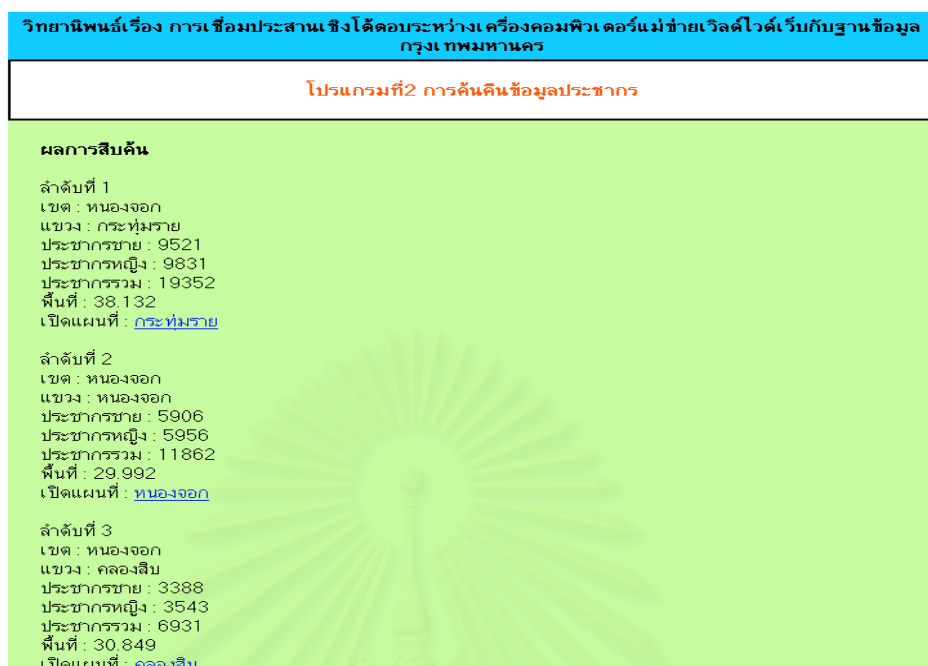 วิทยานิพนธ์เรื่อง การเชื่อมประสานเชิงโต้ตอบระหว่างเครื่องคอมพิวเตอร์แม่ข่ายเวิลด์ไวด์เว็บกับฐานข้อมูล
กรุงเทพมหานคร
โปรแกรมที่2 การค้นคืนข้อมูลประชากร
ผลการสืบค้น
ลำดับที่ 1
เขต : หนองจอก
แขวง : กระทุ่มราย
ประชากรชาย : 9521
ประชากรหญิง : 9831
ประชากรรวม : 19352
พื้นที่ : 38.132
เปิดแผนที่ : กระทุ่มราย
ลำดับที่ 2
เขต : หนองจอก
แขวง : หนองจอก
ประชากรชาย : 5906
ประชากรหญิง : 5956
ประชากรรวม : 11862
พื้นที่ : 29.992
เปิดแผนที่ : หนองจอก
ลำดับที่ 3
เขต : หนองจอก
แขวง : คลองสิบ
ประชากรชาย : 3388
ประชากรหญิง : 3543
ประชากรรวม : 6931
พื้นที่ : 30.849
เปิดแผนที่ : คลองสิบ